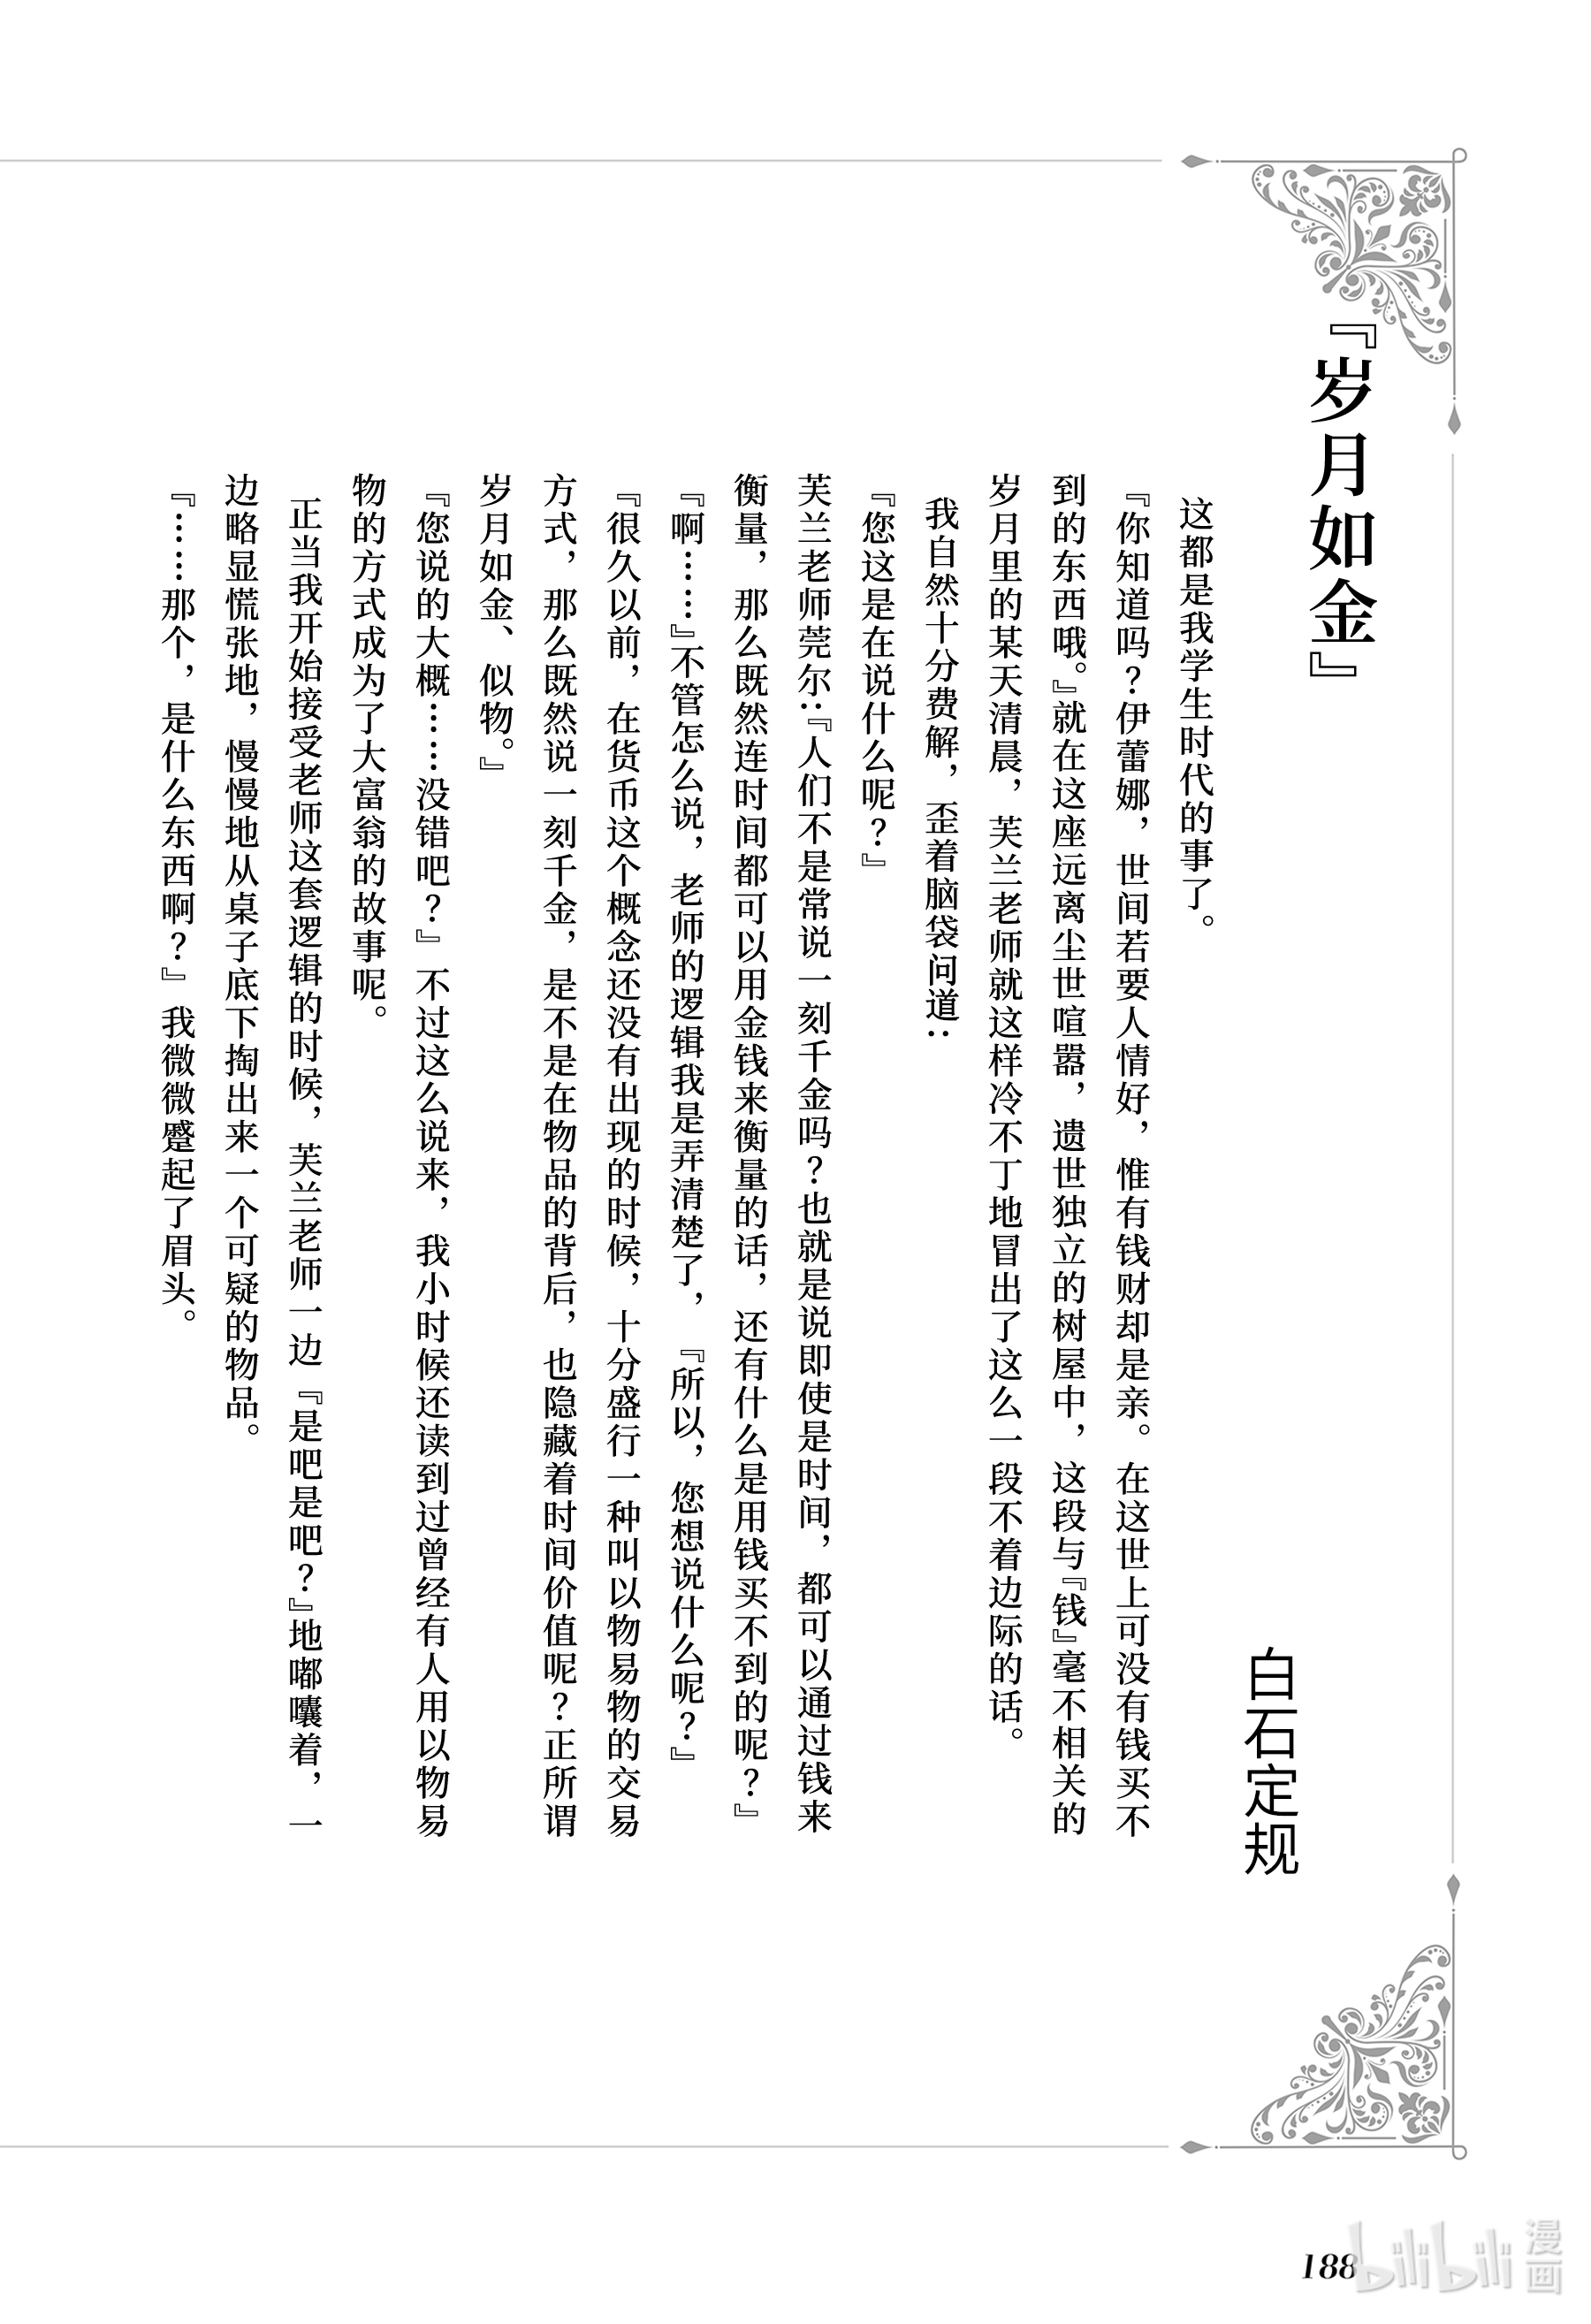 『岁月如金』
白石定规
这都是我学生时代的事了。
『你知道吗？伊蕾娜，世间若要人情好，惟有钱财却是亲。在这世上可没有钱买不
到的东西哦。』就在这座远离尘世喧嚣，遗世独立的树屋中，这段与『钱』毫不相关的
岁月里的某天清晨，芙兰老师就这样冷不丁地冒出了这么一段不着边际的话。
我自然十分费解，歪着脑袋问道：
『您这是在说什么呢？』
芙兰老师莞尔：『人们不是常说一刻千金吗？也就是说即使是时间，都可以通过钱来
衡量，那么既然连时间都可以用金钱来衡量的话，还有什么是用钱买不到的呢？』
『啊……』不管怎么说，老师的逻辑我是弄清楚了，『所以，您想说什么呢？』
『很久以前，在货币这个概念还没有出现的时候，十分盛行一种叫以物易物的交易
方式，那么既然说一刻千金，是不是在物品的背后，也隐藏着时间价值呢？正所谓
岁月如金、似物。』
『您说的大概……没错吧？』不过这么说来，我小时候还读到过曾经有人用以物易
物的方式成为了大富翁的故事呢。
正当我开始接受老师这套逻辑的时候，芙兰老师一边『是吧是吧？』地嘟囔着，一
边略显慌张地，慢慢地从桌子底下掏出来一个可疑的物品。
『……那个，是什么东西啊？』我微微蹙起了眉头。
188
bilibili
漫画